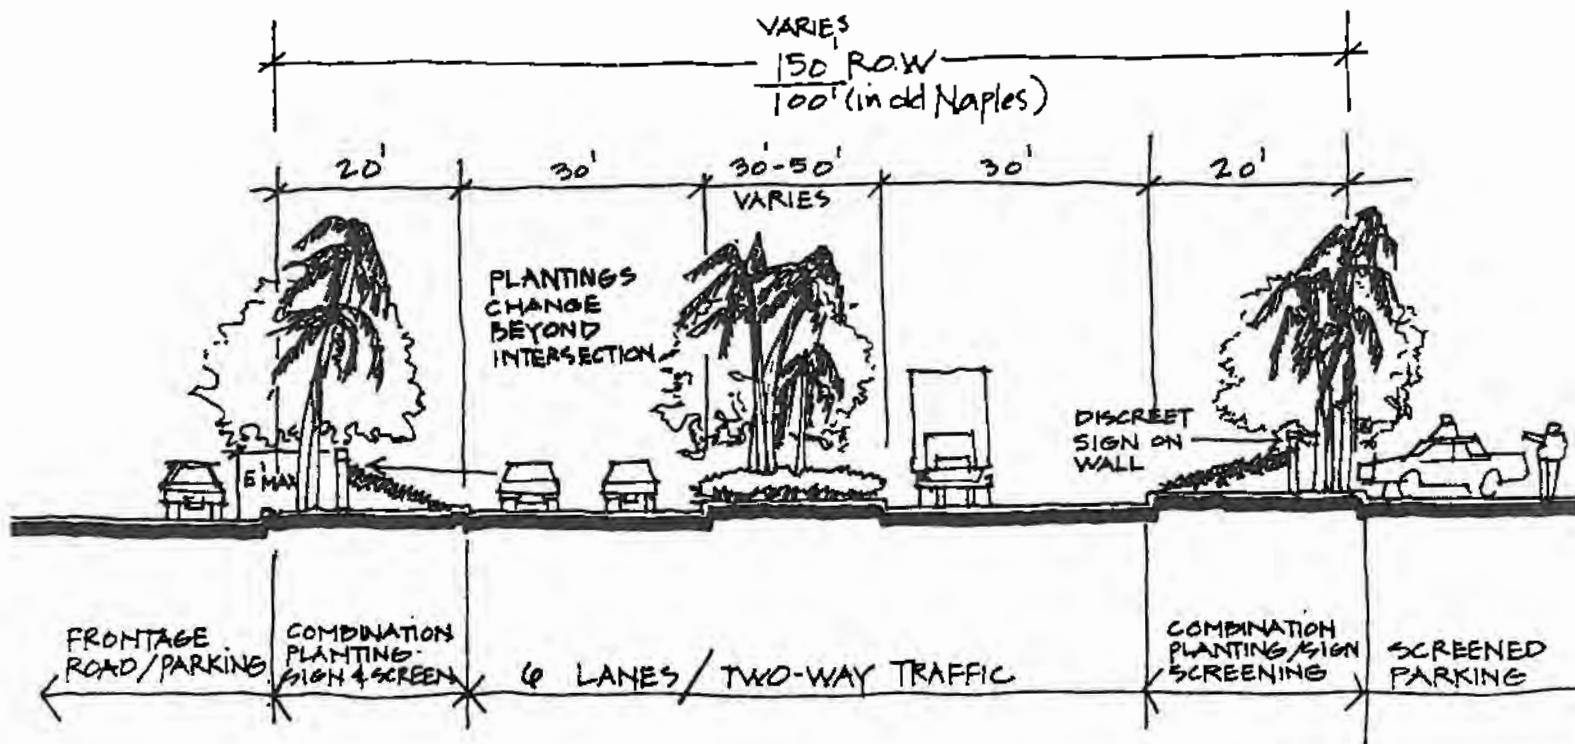 VARIES
150' R.O.W
100' (in old Naples)
20'
30'
30'-50'
30'
20'
VARIES
PLANTINGS
CHANGE
BEYOND
INTERSECTION
DISCREET
SIGN ON
WALL
6' MAX
FRONTAGE
ROAD/PARKING
COMBINATION
PLANTING
SIGN & SCREEN
6 LANES / TWO-WAY TRAFFIC
COMBINATION
PLANTING/SIGN
SCREENING
SCREENED
PARKING